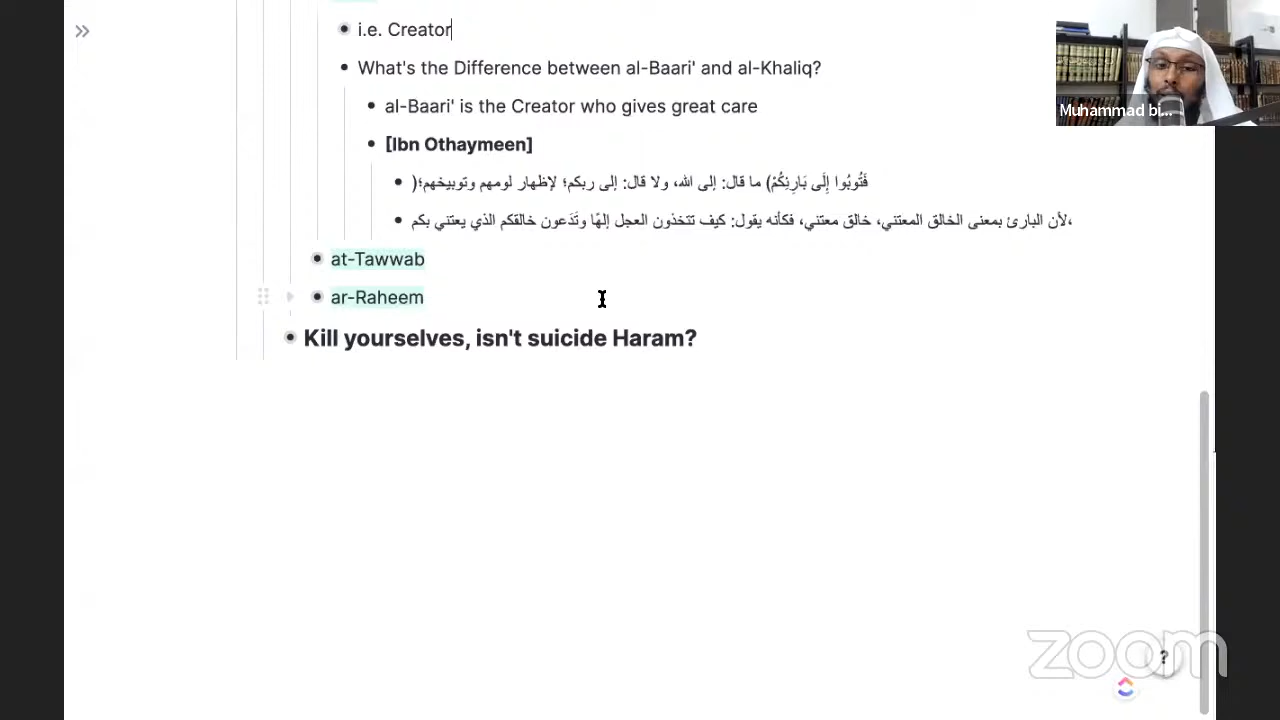 i.e. Creator
What's the Difference between al-Baari' and al-Khaliq?
al-Baari' is the Creator who gives great care
[Ibn Othaymeen]
فَتُوبُوا إِلَى بَارِئِكُمْ) ما قال: إلى الله، ولا قال: إلى ربكم؛ لإظهار لومهم وتوبيخهم؛(
،لأن البارئ بمعنى الخالق المعتني، خالق معتني، فكأنه يقول: كيف تتخذون العجل إلهًا وتَدَعون خالقكم الذي يعتني بكم
at-Tawwab
ar-Raheem
Kill yourselves, isn't suicide Haram?
Muhammad bi...
zoom
?